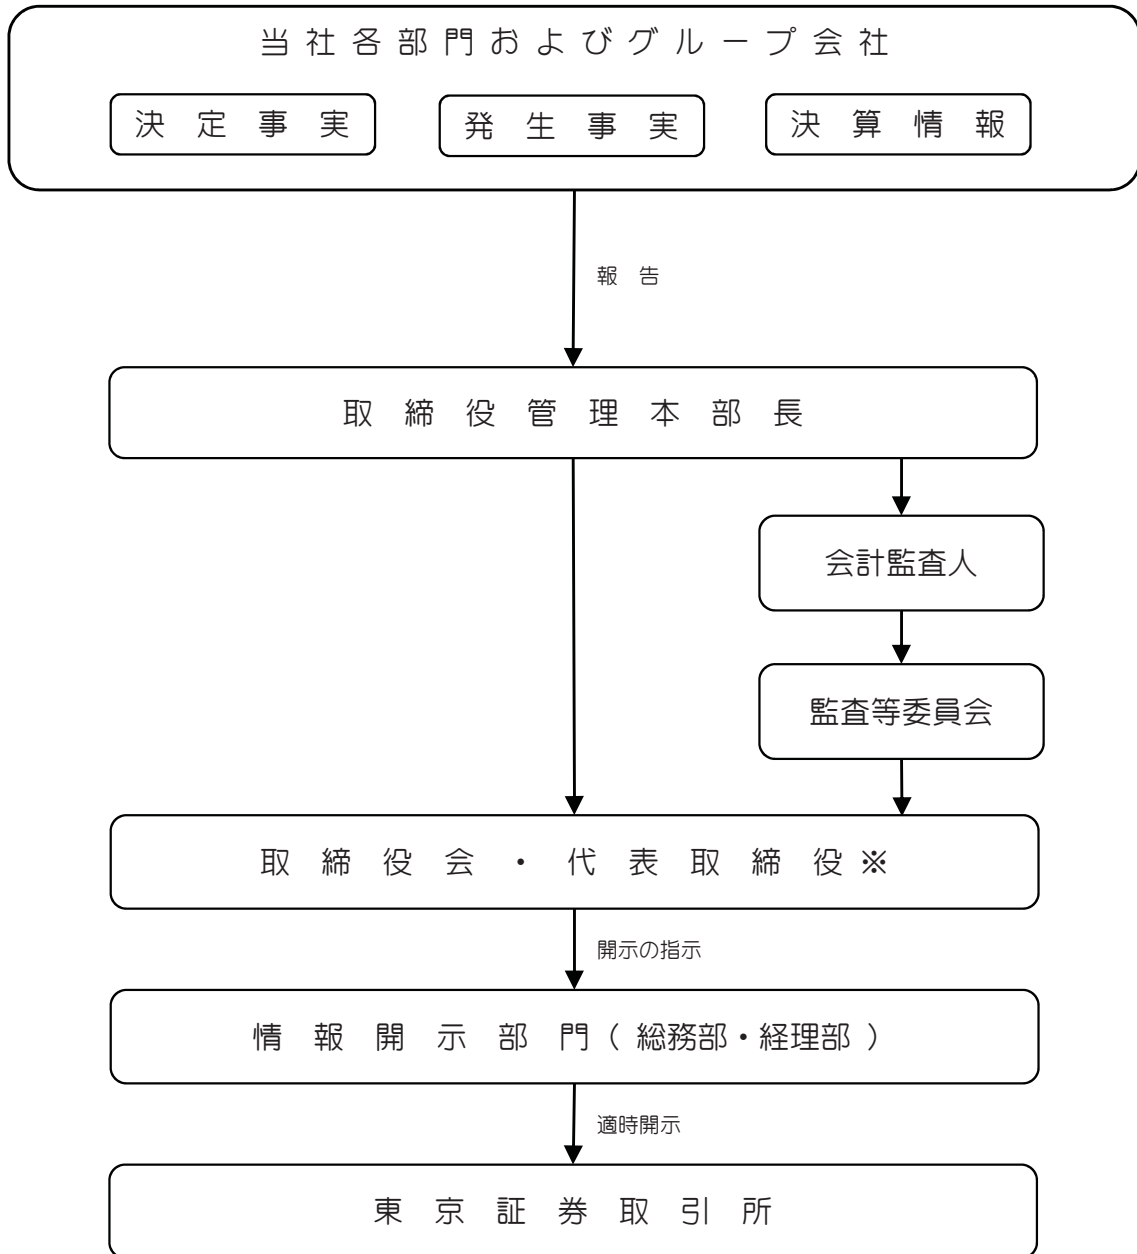 当社各部門およびグループ会社
決定事実
発生事実
決算情報
報告
取締役管理本部長
会計監査人
監査等委員会
取締役会・代表取締役※
開示の指示
情報開示部門(総務部・経理部)
適時開示
東京証券取引所